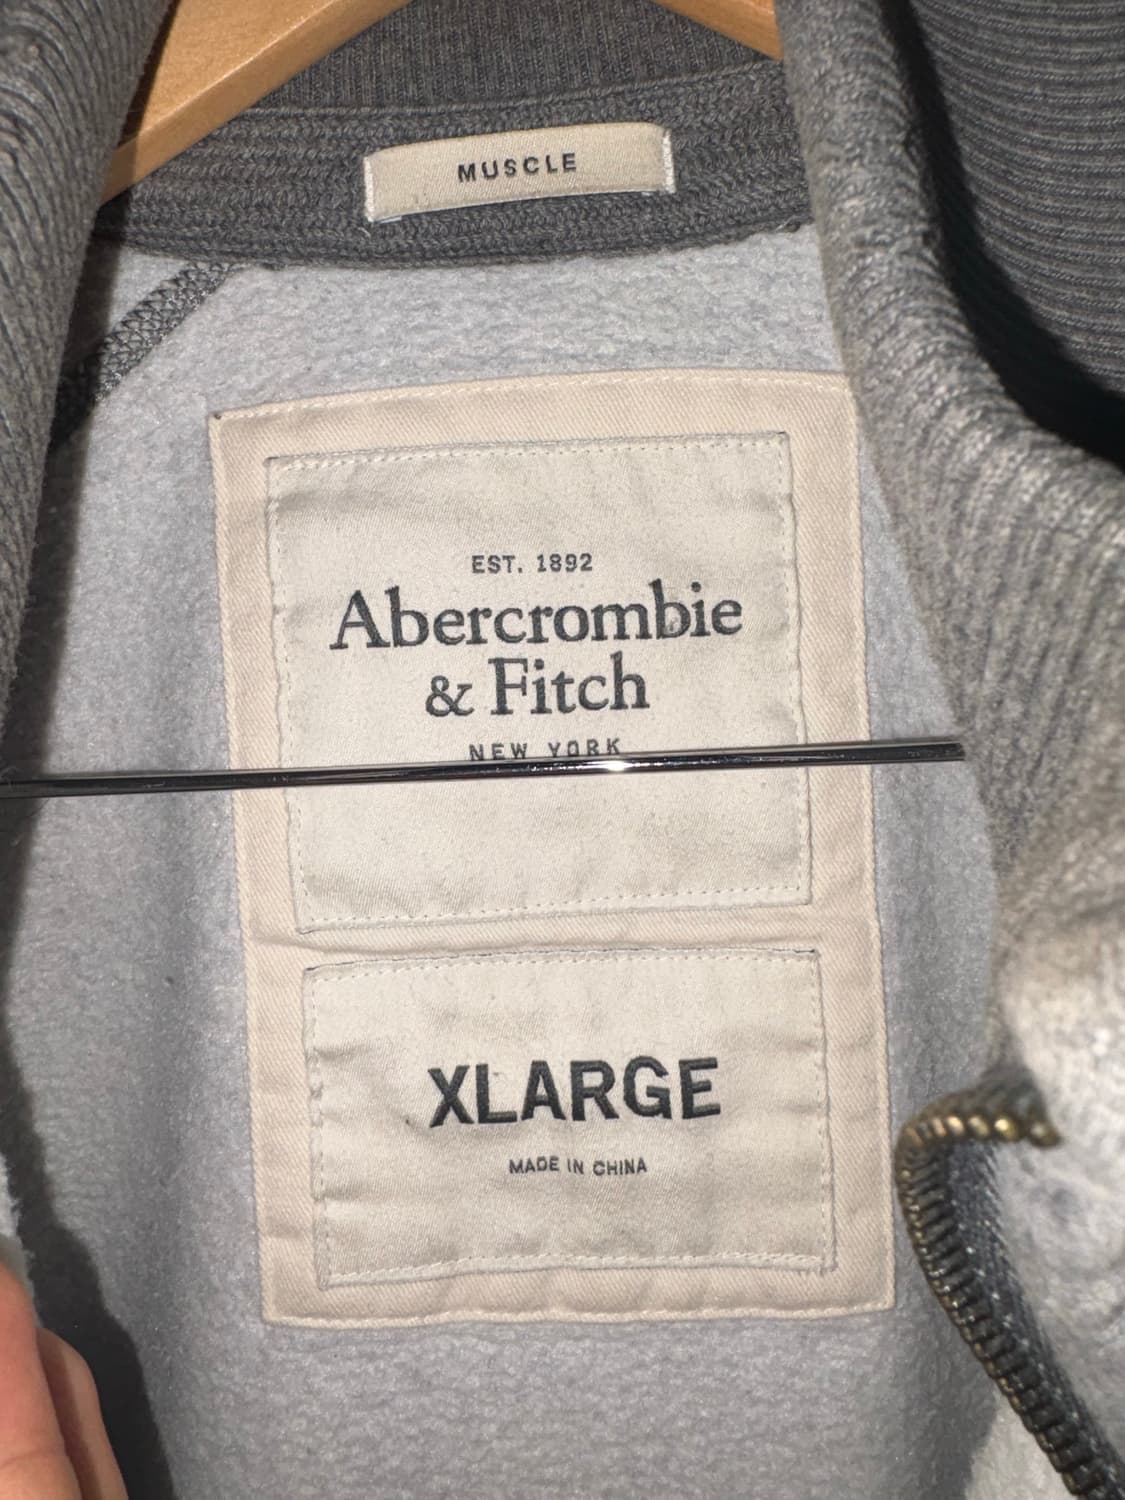 MUSCLE
EST. 1892
Abercrombie
& Fitch
NEW YORK
XLARGE
MADE IN CHINA